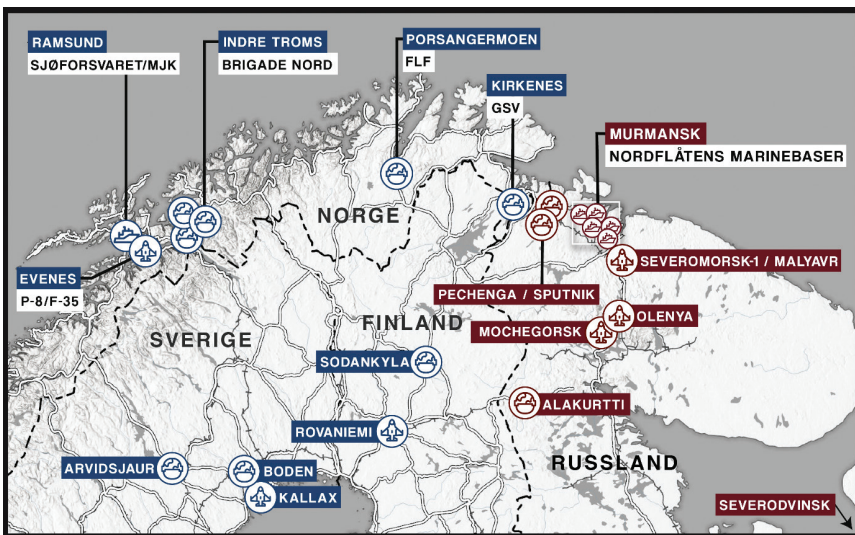 RAMSUND
SJØFORSVARET/MJK
INDRE TROMS
BRIGADE NORD
PORSANGERMOEN
FLF
KIRKENES
GSV
MURMANSK
NORDFLÅTENS MARINEBASER
NORGE
EVENES
P-8/F-35
SEVEROMORSK-1 / MALYAVR
PECHENGA / SPUTNIK
OLENYA
SVERIGE
FINLAND
MOCHEGORSK
SODANKYLA
ALAKURTTI
ROVANIEMI
ARVIDSJAUR
BODEN
RUSSLAND
KALLAX
SEVERODVINSK